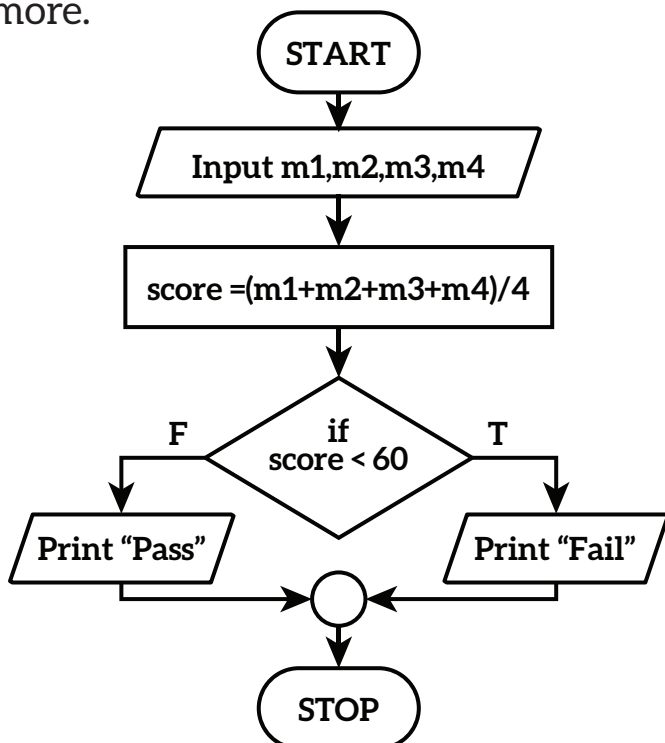 more.
START
Input m1,m2,m3,m4
score =(m1+m2+m3+m4)/4
F
T
if
score < 60
Print “Pass”
Print “Fail”
STOP